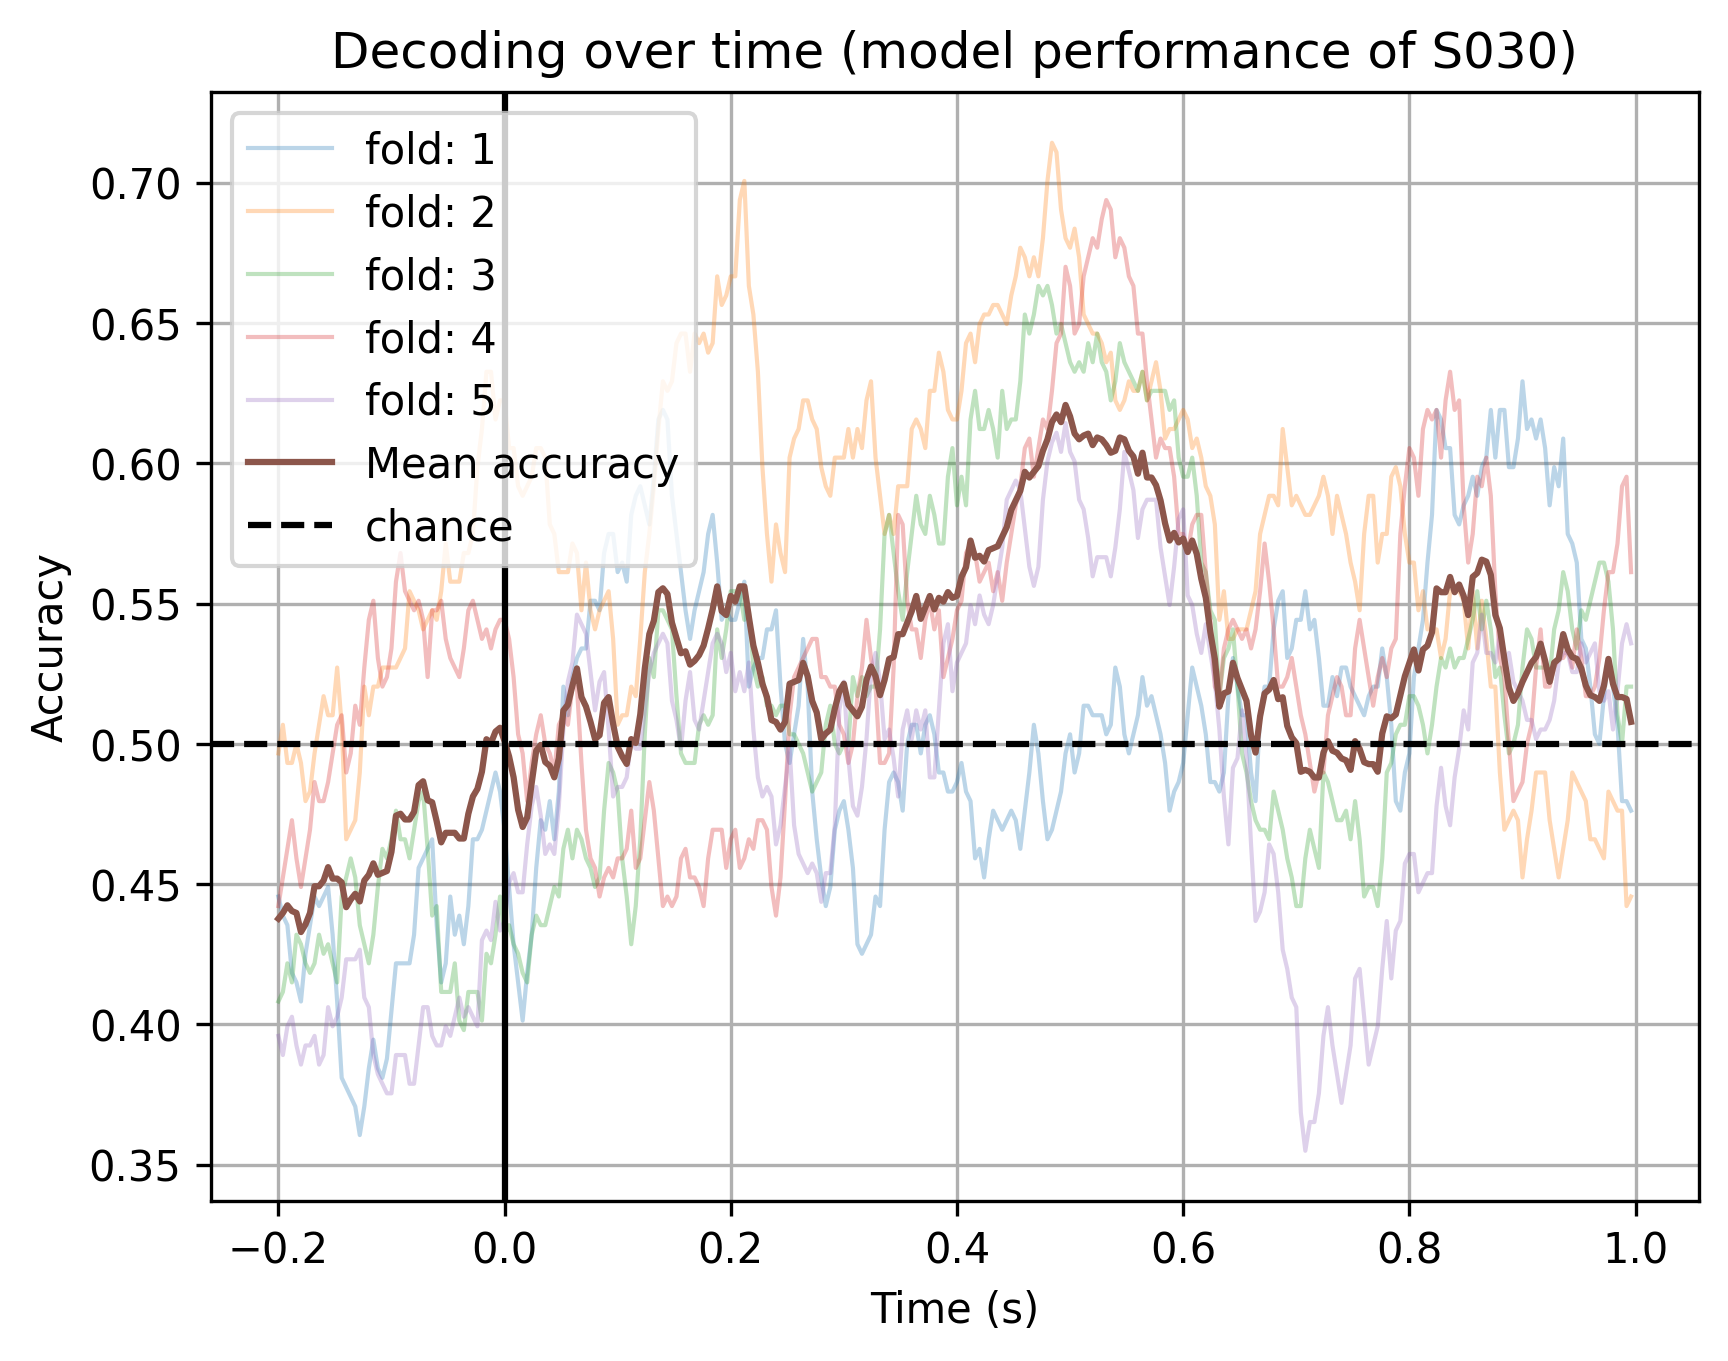 Decoding over time (model performance of S030)
fold: 1
fold: 2
fold: 3
fold: 4
fold: 5
Mean accuracy
chance
Accuracy
0.70
0.65
0.60
0.55
0.50
0.45
0.40
0.35
−0.2
0.0
0.2
0.4
0.6
0.8
1.0
Time (s)